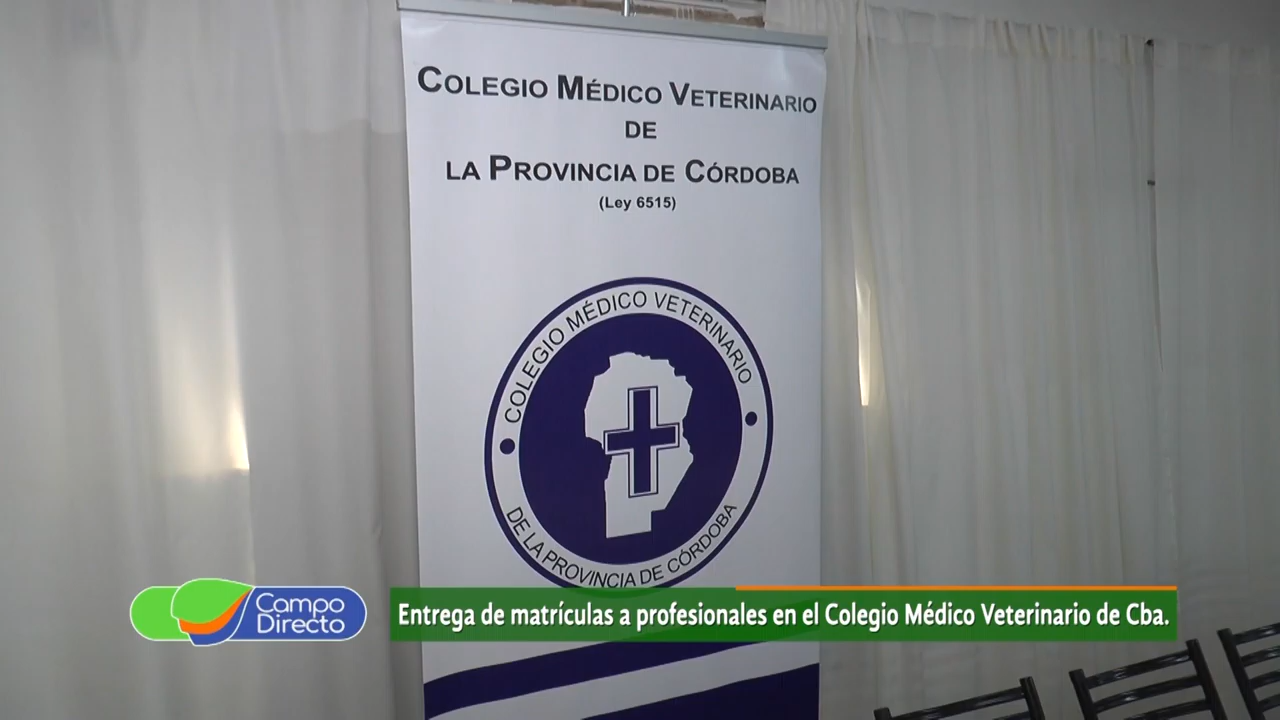 COLEGIO MÉDICO VETERINARIO
DE
LA PROVINCIA DE CÓRDOBA
(Ley 6515)
COLEGIO MÉDICO VETERINARIO
DE LA PROVINCIA DE CÓRDOBA
Campo
Directo
Entrega de matrículas a profesionales en el Colegio Médico Veterinario de Cba.